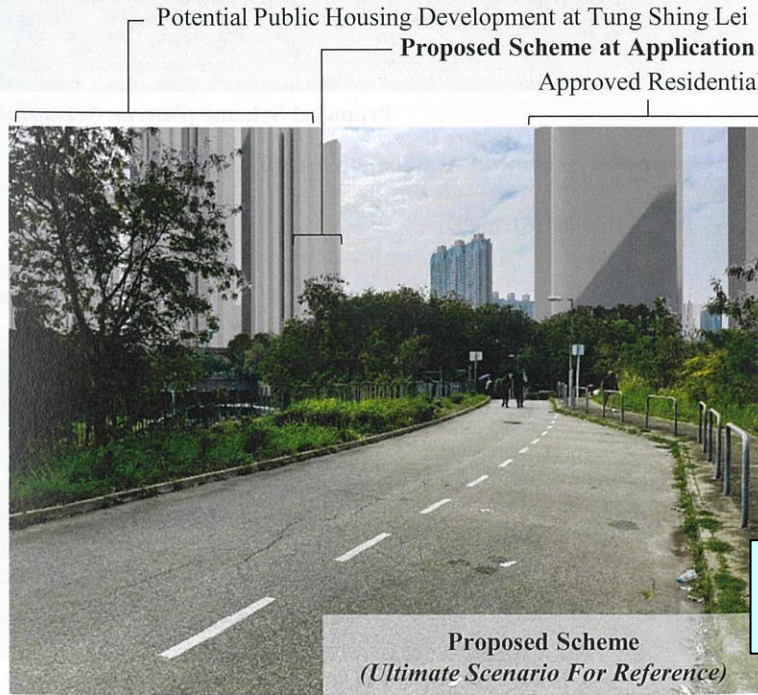 Potential Public Housing Development at Tung Shing Lei
Proposed Scheme at Application
Approved Residential
Proposed Scheme
(Ultimate Scenario For Reference)